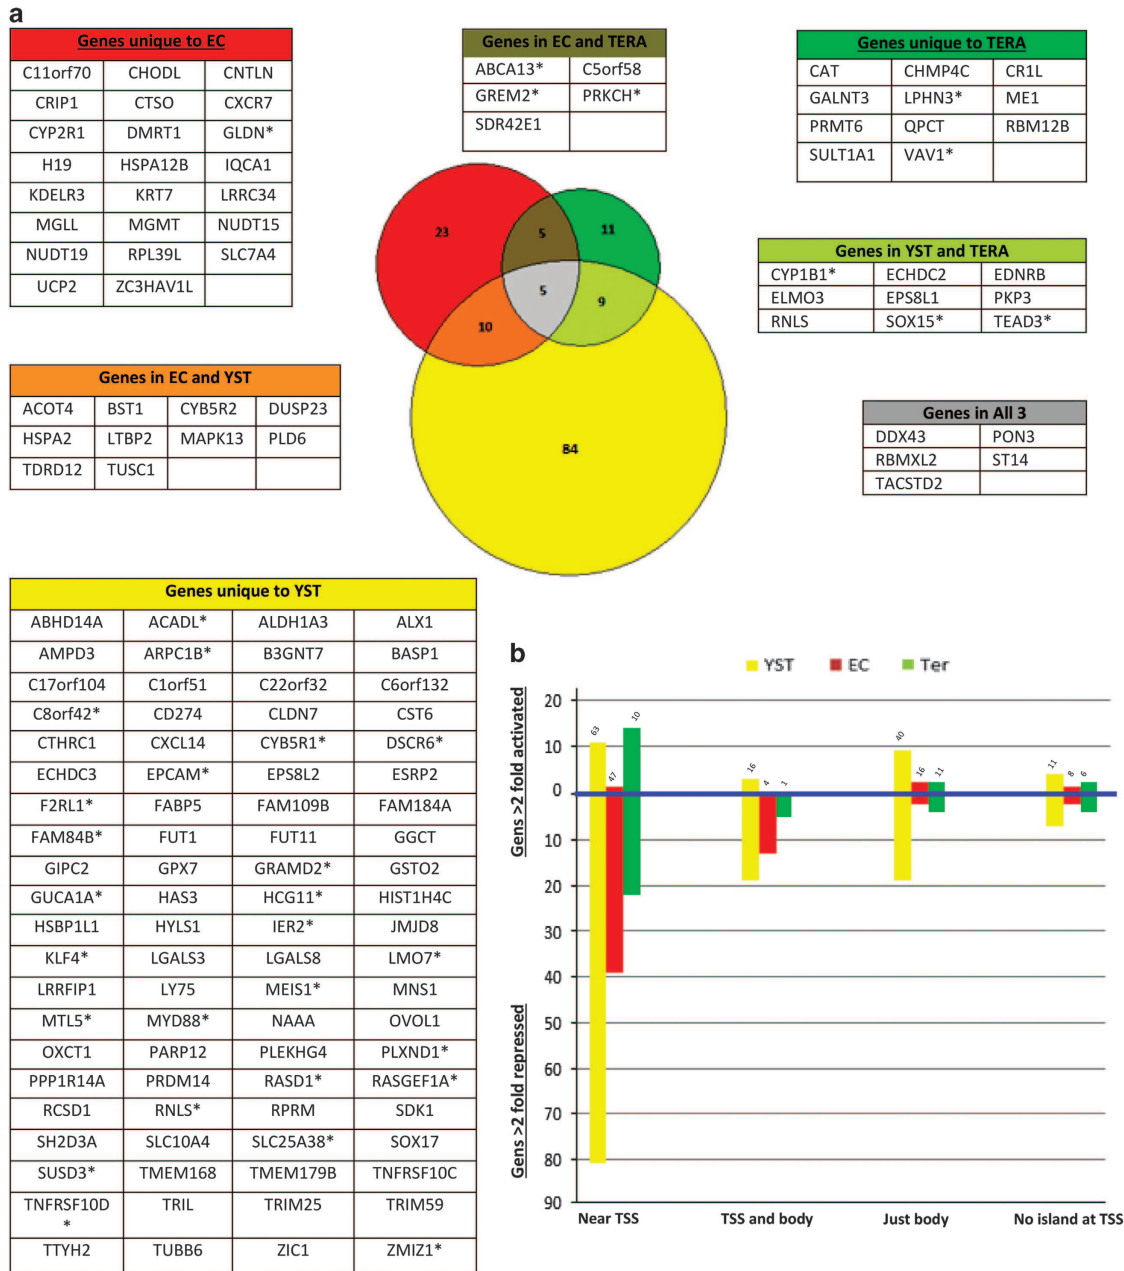 a
Genes unique to EC
C11orf70 CHODL CNTLN
CRIP1 CTSO CXCR7
CYP2R1 DMRT1 GLDN*
H19 HSPA12B IQCA1
KDELR3 KRT7 LRRC34
MGLL MGMT NUDT15
NUDT19 RPL39L SLC7A4
UCP2 ZC3HAV1L
Genes in EC and TERA
ABCA13* C5orf58
GREM2* PRKCH*
SDR42E1
Genes unique to TERA
CAT CHMP4C CR1L
GALNT3 LPHN3* ME1
PRMT6 QPCT RBM12B
SULT1A1 VAV1*
23
5
11
5
9
10
84
Genes in YST and TERA
CYP1B1* ECHDC2 EDNRB
ELMO3 EPS8L1 PKP3
RNLS SOX15* TEAD3*
Genes in EC and YST
ACOT4 BST1 CYB5R2 DUSP23
HSPA2 LTBP2 MAPK13 PLD6
TDRD12 TUSC1
Genes in All 3
DDX43 PON3
RBMXL2 ST14
TACSTD2
Genes unique to YST
ABHD14A ACADL* ALDH1A3 ALX1
AMPD3 ARPC1B* B3GNT7 BASP1
C17orf104 C1orf51 C22orf32 C6orf132
C8orf42* CD274 CLDN7 CST6
CTHRC1 CXCL14 CYB5R1* DSCR6*
ECHDC3 EPCAM* EPS8L2 ESRP2
F2RL1* FABP5 FAM109B FAM184A
FAM84B* FUT1 FUT11 GGCT
GIPC2 GPX7 GRAMD2* GSTO2
GUCA1A* HAS3 HCG11* HIST1H4C
HSBP1L1 HYLS1 IER2* JMJD8
KLF4* LGALS3 LGALS8 LMO7*
LRRFIP1 LY75 MEIS1* MNS1
MTL5* MYD88* NAAA OVOL1
OXCT1 PARP12 PLEKHG4 PLXND1*
PPP1R14A PRDM14 RASD1* RASGEF1A*
RCSD1 RNLS* RPRM SDK1
SH2D3A SLC10A4 SLC25A38* SOX17
SUSD3* TMEM168 TMEM179B TNFRSF10C
TNFRSF10D
* TRIL TRIM25 TRIM59
TTYH2 TUBB6 ZIC1 ZMIZ1*
b
YST EC Ter
Gens >2 fold activated
Gens >2 fold repressed
20
10
0
10
20
30
40
50
60
70
80
90
63 47 10
16 4 1
40 16 11
11 8 6
Near TSS TSS and body Just body No island at TSS